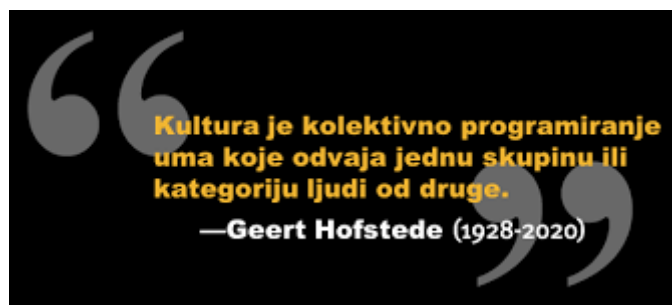 Kultura je kolektivno programiranje
uma koje odvaja jednu skupinu ili
kategoriju ljudi od druge.
—Geert Hofstede (1928-2020)